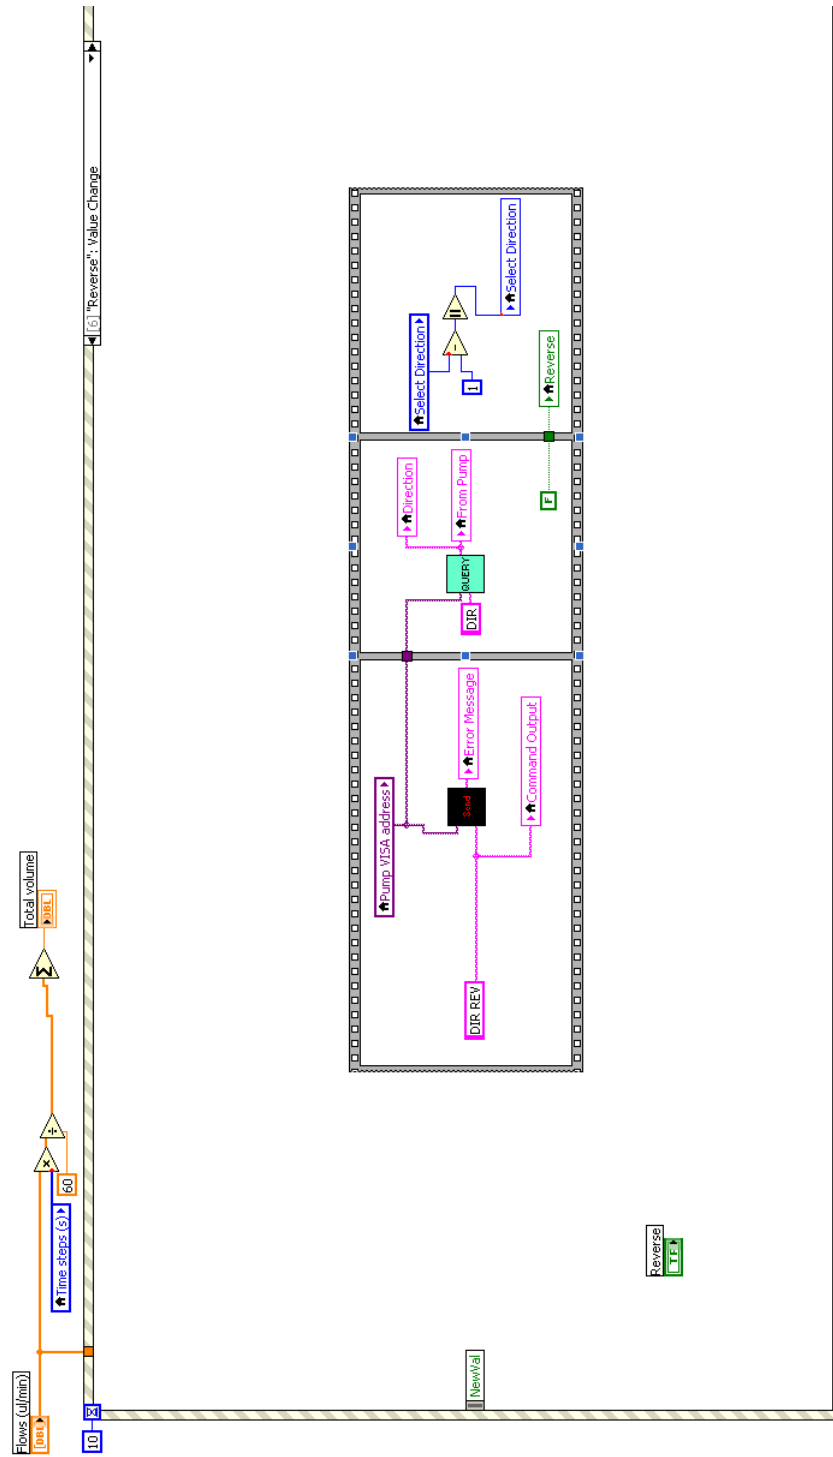 Flows (ul/min)
[DBL]
Time steps (s)
60
×
÷
Σ
Total volume
DBL
10
[6] "Reverse": Value Change
NewVal
Reverse
TF
DIR REV
Pump VISA address
Send
Error Message
Command Output
DIR
QUERY
Direction
From Pump
F
Select Direction
1
-
Select Direction
Reverse